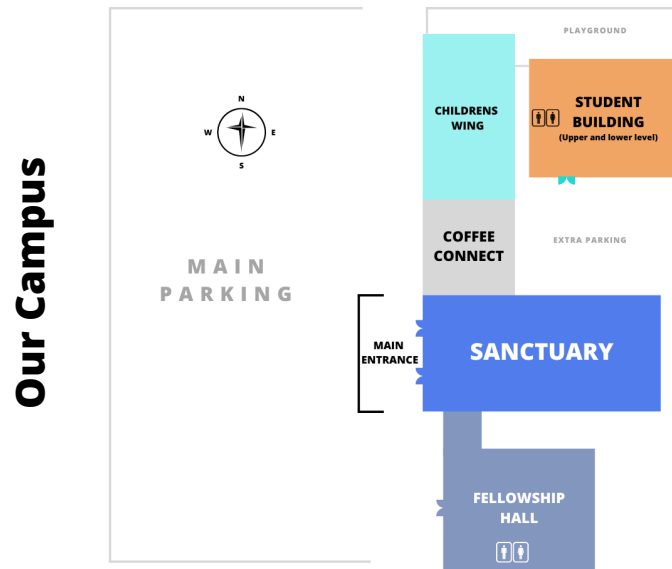 Our Campus
N
W
E
S
MAIN
PARKING
PLAYGROUND
CHILDRENS
WING
STUDENT
BUILDING
(Upper and lower level)
COFFEE
CONNECT
EXTRA PARKING
MAIN
ENTRANCE
SANCTUARY
FELLOWSHIP
HALL